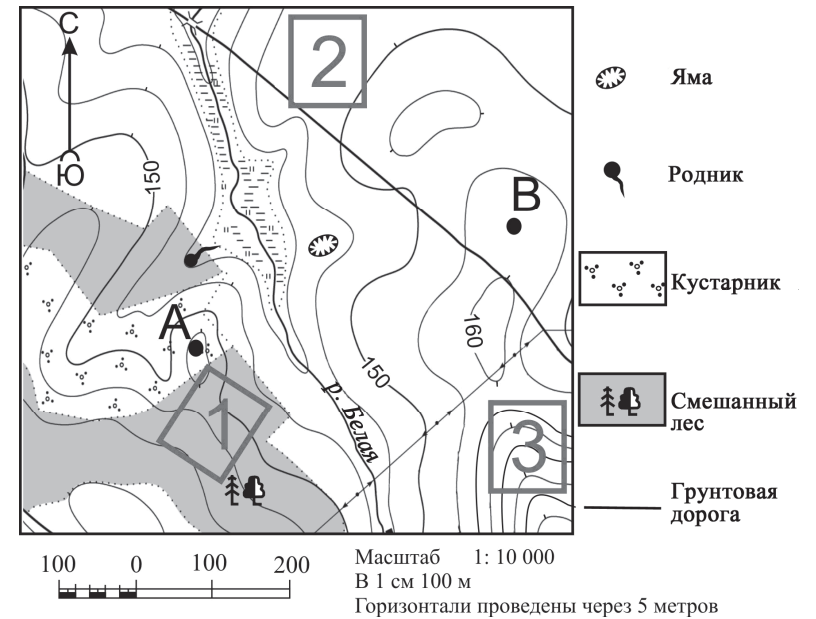 С
Ю
150
А
1
2
В
160
150
р. Белая
3
Яма
Родник
Кустарник
Смешанный
лес
Грунтовая
дорога
100 0 100 200
Масштаб 1: 10 000
В 1 см 100 м
Горизонтали проведены через 5 метров